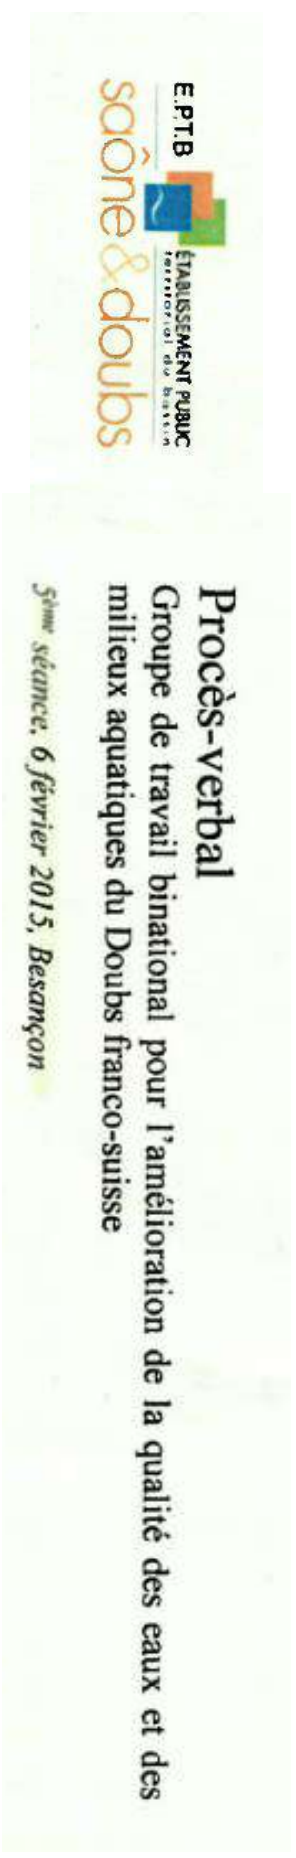 E.P.T.B
ÉTABLISSEMENT PUBLIC
territorial du bassin
saône & doubs
Procès-verbal
Groupe de travail binational pour l'amélioration de la qualité des eaux et des
milieux aquatiques du Doubs franco-suisse
5ème séance, 6 février 2015, Besançon